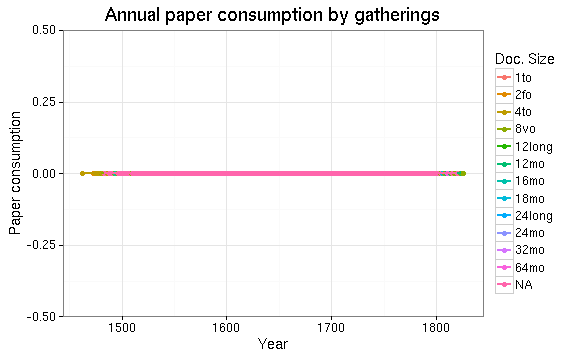 Annual paper consumption by gatherings
0.50
0.25
0.00
-0.25
-0.50
Paper consumption
1500
1600
1700
1800
Year
Doc. Size
1to
2fo
4to
8vo
12long
12mo
16mo
18mo
24long
24mo
32mo
64mo
NA